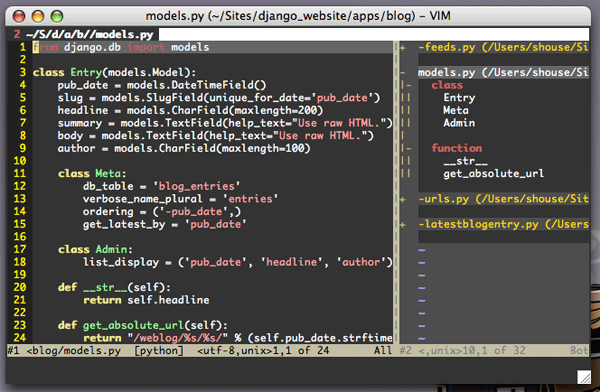 models.py (~/Sites/django_website/apps/blog) - VIM
2 ~/S/d/a/b//models.py
1 from django.db import models
2
3 class Entry(models.Model):
4 pub_date = models.DateTimeField()
5 slug = models.SlugField(unique_for_date='pub_date')
6 headline = models.CharField(maxlength=200)
7 summary = models.TextField(help_text="Use raw HTML.")
8 body = models.TextField(help_text="Use raw HTML.")
9 author = models.CharField(maxlength=100)
10
11 class Meta:
12 db_table = 'blog_entries'
13 verbose_name_plural = 'entries'
14 ordering = ('-pub_date',)
15 get_latest_by = 'pub_date'
16
17 class Admin:
18 list_display = ('pub_date', 'headline', 'author')
19
20 def __str__(self):
21 return self.headline
22
23 def get_absolute_url(self):
24 return "/weblog/%s/%s/" % (self.pub_date.strftime
#1 <blog/models.py [python] <utf-8,unix>1,1 of 24 All
+ -feeds.py (/Users/shouse/Sit
- models.py (/Users/shouse/Sit
|- class
|| Entry
|| Meta
|| Admin
|
|- function
|| __str__
|| get_absolute_url
+ -urls.py (/Users/shouse/Site
+ -latestblogentry.py (/Users/
~
~
~
~
~
~
~
~
#2 <,unix>10,1 of 32 Bot